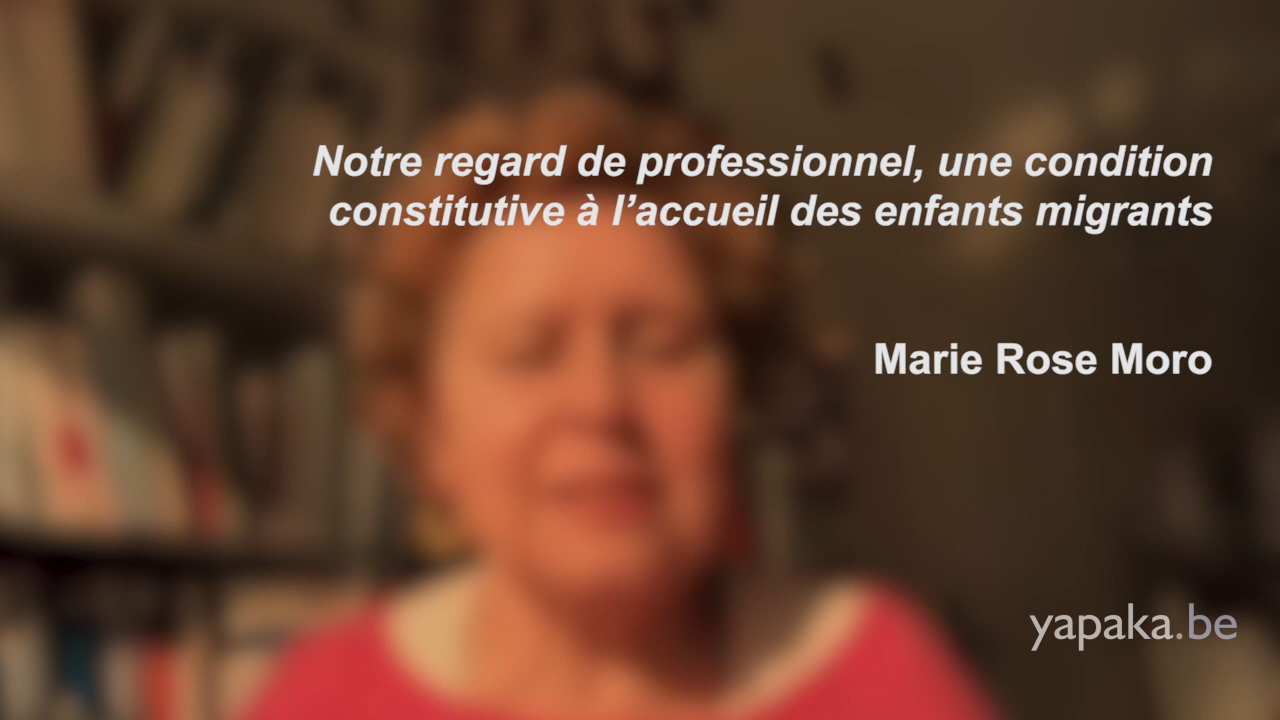 Notre regard de professionnel, une condition
constitutive à l’accueil des enfants migrants
Marie Rose Moro
yapaka.be